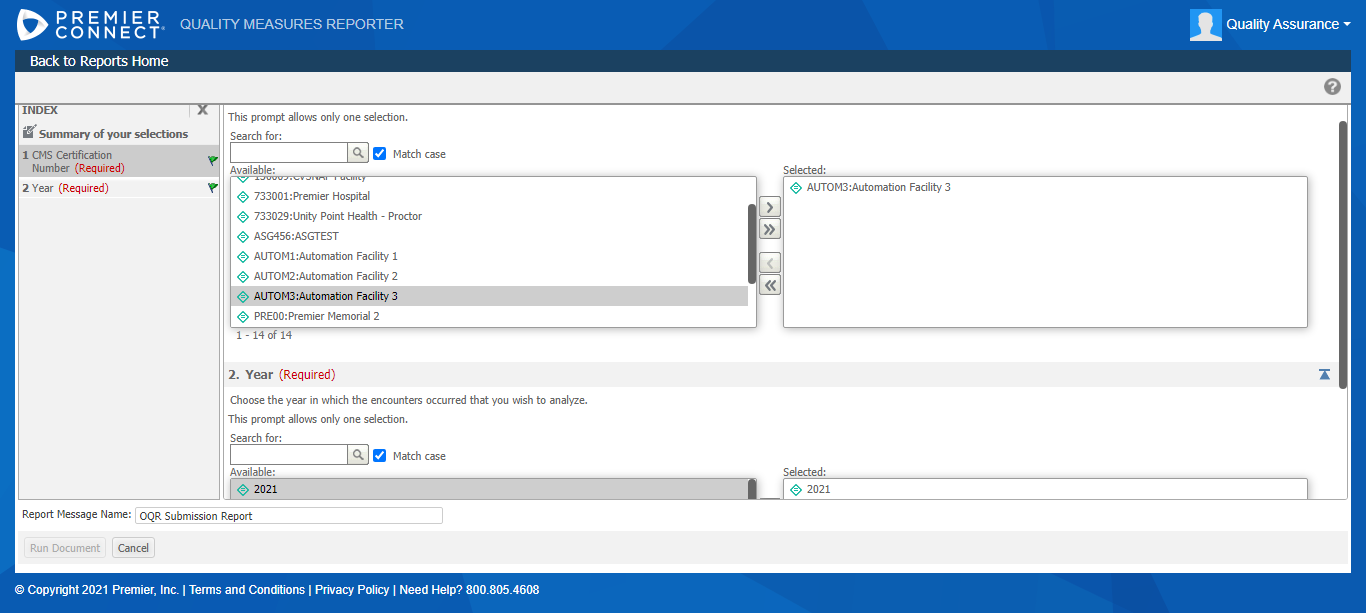 PREMIER CONNECT® QUALITY MEASURES REPORTER
Quality Assurance
Back to Reports Home
?
INDEX X
Summary of your selections
1 CMS Certification
Number (Required)
2 Year (Required)
This prompt allows only one selection.
Search for:
Match case
Available:
733001:Premier Hospital
733029:Unity Point Health - Proctor
ASG456:ASGTEST
AUTOM1:Automation Facility 1
AUTOM2:Automation Facility 2
AUTOM3:Automation Facility 3
PRE00:Premier Memorial 2
1 - 14 of 14
Selected:
AUTOM3:Automation Facility 3
2. Year (Required)
Choose the year in which the encounters occurred that you wish to analyze.
This prompt allows only one selection.
Search for:
Match case
Available:
2021
Selected:
2021
Report Message Name: OQR Submission Report
Run Document Cancel
© Copyright 2021 Premier, Inc. | Terms and Conditions | Privacy Policy | Need Help? 800.805.4608